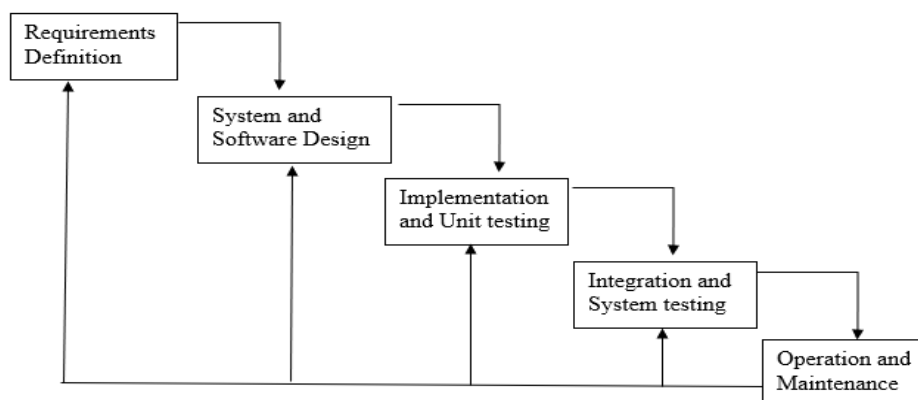 Requirements
Definition
System and
Software Design
Implementation
and Unit testing
Integration and
System testing
Operation and
Maintenance